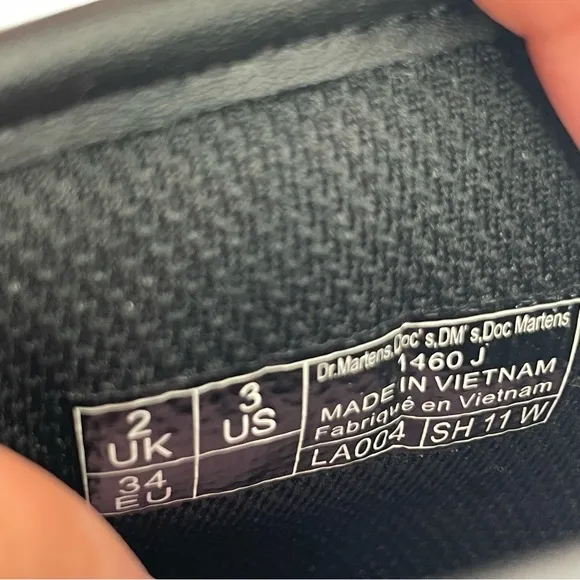 2
UK
3
US
34
EU
Dr.Martens,Doc's,DM's,Doc Martens
1460 J
MADE IN VIETNAM
Fabriqué en Vietnam
LA004
SH 11 W